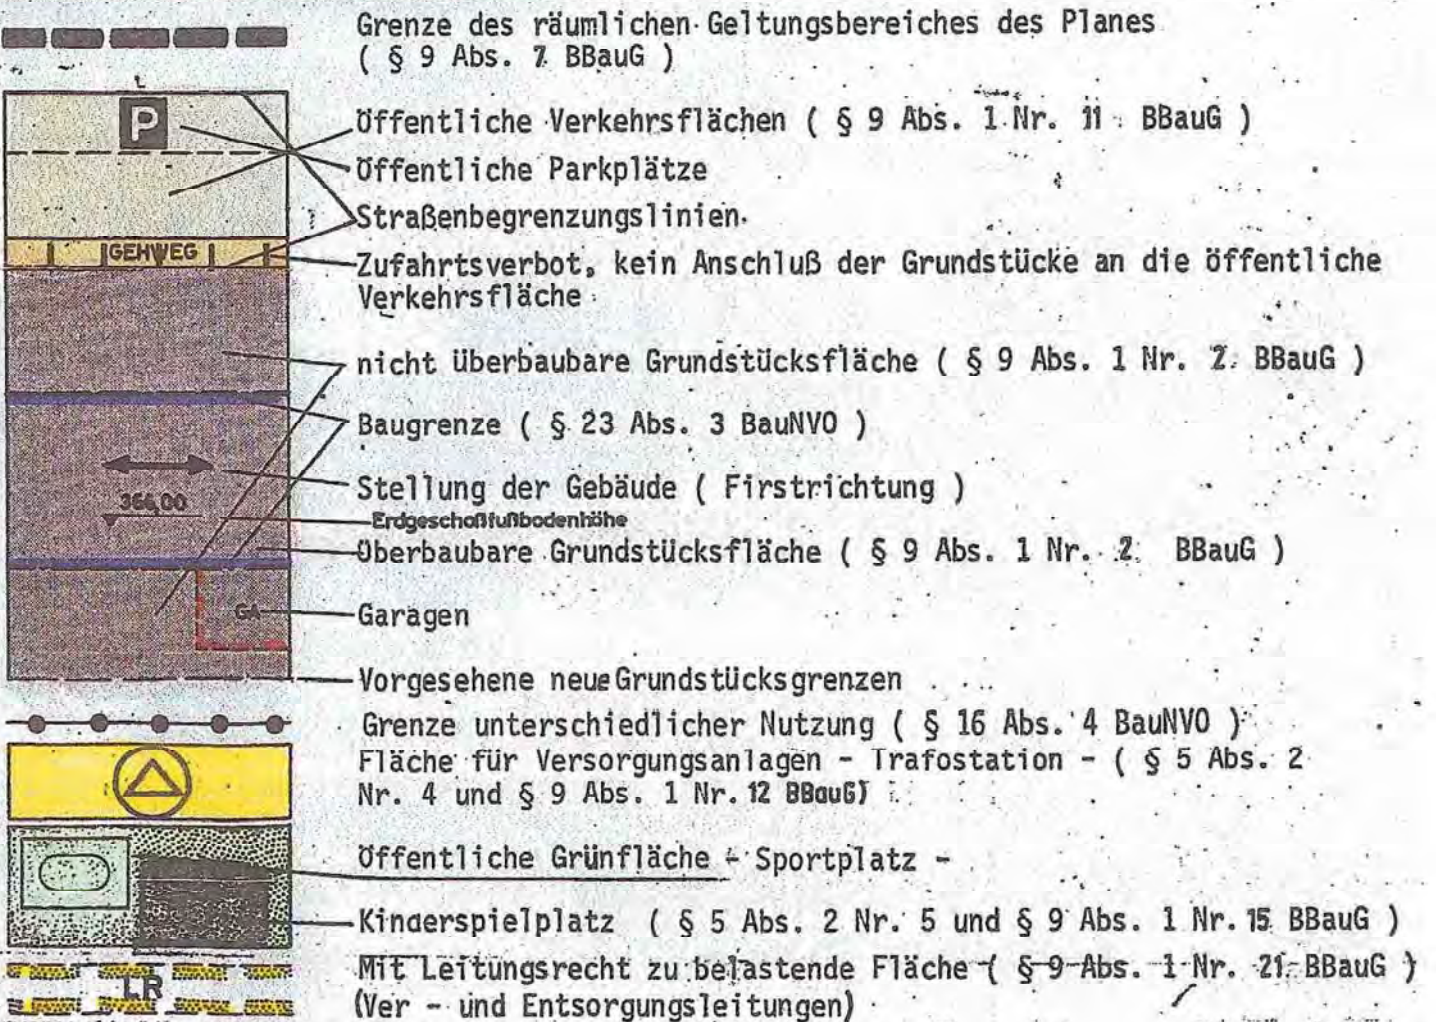 Grenze des räumlichen Geltungsbereiches des Planes
( § 9 Abs. 7 BBauG )
P
Öffentliche Verkehrsflächen ( § 9 Abs. 1 Nr. 11 BBauG )
Öffentliche Parkplätze
Straßenbegrenzungslinien
GEHWEG
Zufahrtsverbot, kein Anschluß der Grundstücke an die öffentliche
Verkehrsfläche
nicht überbaubare Grundstücksfläche ( § 9 Abs. 1 Nr. 2 BBauG )
Baugrenze ( § 23 Abs. 3 BauNVO )
Stellung der Gebäude ( Firstrichtung )
366,00
Erdgeschoßfußbodenhöhe
Überbaubare Grundstücksfläche ( § 9 Abs. 1 Nr. 2 BBauG )
GA
Garagen
Vorgesehene neue Grundstücksgrenzen
Grenze unterschiedlicher Nutzung ( § 16 Abs. 4 BauNVO )
Fläche für Versorgungsanlagen - Trafostation - ( § 5 Abs. 2
Nr. 4 und § 9 Abs. 1 Nr. 12 BBauG)
Öffentliche Grünfläche - Sportplatz -
Kinderspielplatz ( § 5 Abs. 2 Nr. 5 und § 9 Abs. 1 Nr. 15 BBauG )
LR
Mit Leitungsrecht zu belastende Fläche ( § 9 Abs. 1 Nr. 21 BBauG )
(Ver - und Entsorgungsleitungen)